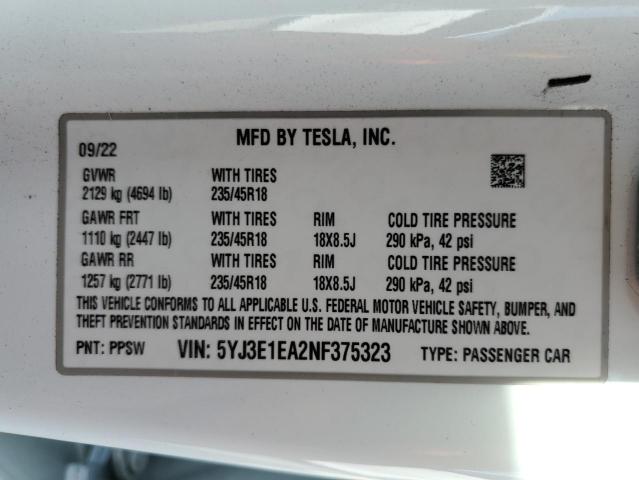 MFD BY TESLA, INC.
09/22
GVWR WITH TIRES
2129 kg (4694 lb) 235/45R18
GAWR FRT WITH TIRES RIM COLD TIRE PRESSURE
1110 kg (2447 lb) 235/45R18 18X8.5J 290 kPa, 42 psi
GAWR RR WITH TIRES RIM COLD TIRE PRESSURE
1257 kg (2771 lb) 235/45R18 18X8.5J 290 kPa, 42 psi
THIS VEHICLE CONFORMS TO ALL APPLICABLE U.S. FEDERAL MOTOR VEHICLE SAFETY, BUMPER, AND
THEFT PREVENTION STANDARDS IN EFFECT ON THE DATE OF MANUFACTURE SHOWN ABOVE.
PNT: PPSW VIN: 5YJ3E1EA2NF375323 TYPE: PASSENGER CAR